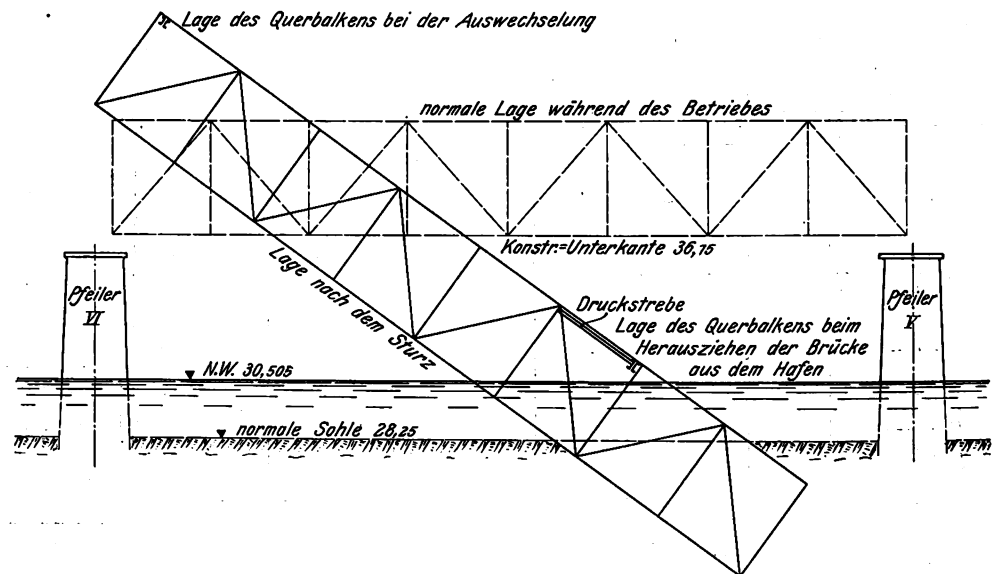 Lage des Querbalkens bei der Auswechselung
normale Lage während des Betriebes
Konstr.=Unterkante 36,15
Pfeiler
VI
Lage nach dem Sturz
Druckstrebe
Lage des Querbalkens beim
Herausziehen der Brücke
aus dem Hafen
Pfeiler
V
N.W. 30,505
normale Sohle 28,25